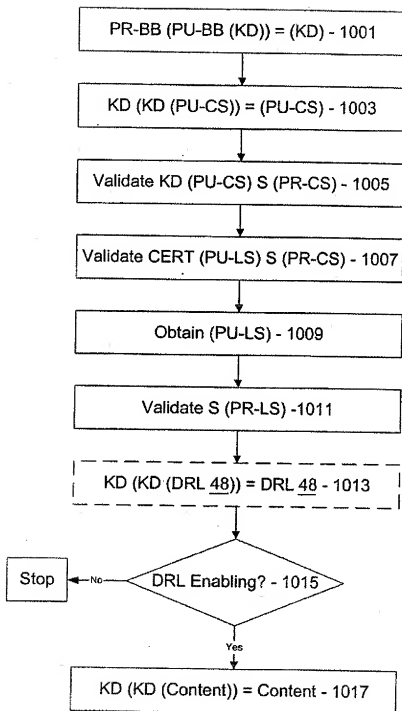 PR-BB (PU-BB (KD)) = (KD) - 1001
KD (KD (PU-CS)) = (PU-CS) - 1003
Validate KD (PU-CS) S (PR-CS) - 1005
Validate CERT (PU-LS) S (PR-CS) - 1007
Obtain (PU-LS) - 1009
Validate S (PR-LS) -1011
KD (KD (DRL 48)) = DRL 48 - 1013
DRL Enabling? - 1015
No
Stop
Yes
KD (KD (Content)) = Content - 1017